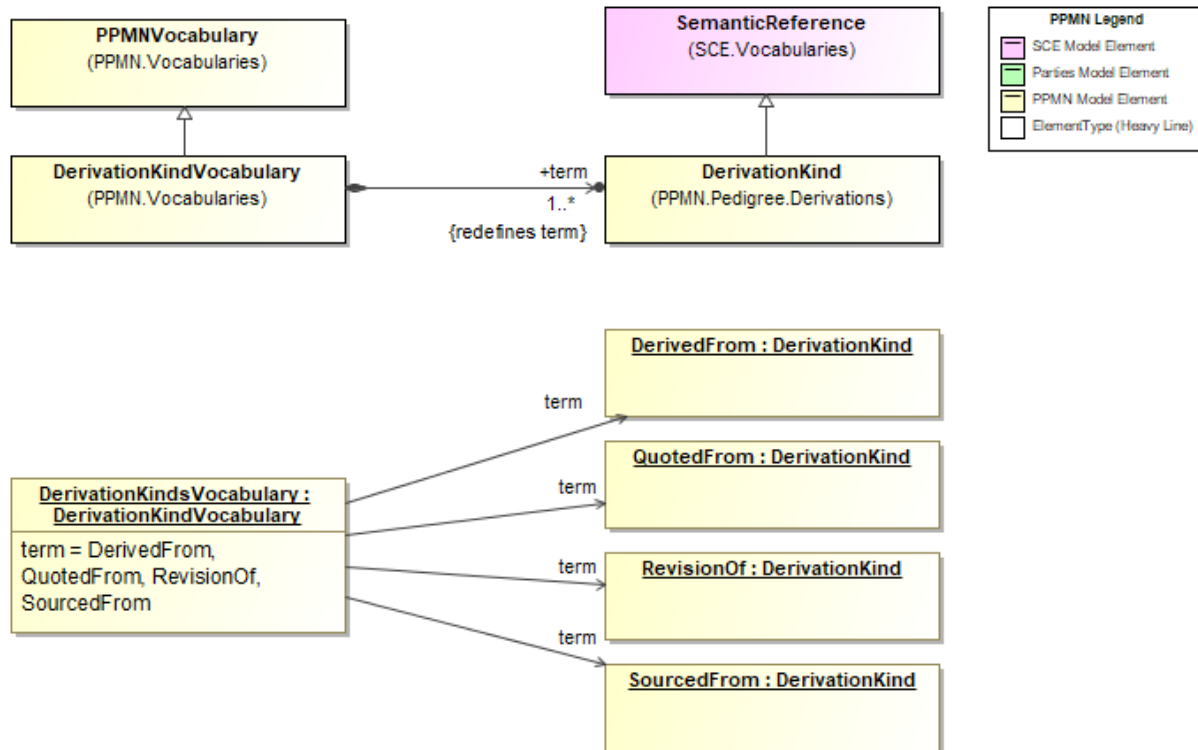 PPMNVocabulary
(PPMN.Vocabularies)
SemanticReference
(SCE.Vocabularies)
PPMN Legend
SCE Model Element
Parties Model Element
PPMN Model Element
ElementType (Heavy Line)
DerivationKindVocabulary
(PPMN.Vocabularies)
+term
1..*
{redefines term}
DerivationKind
(PPMN.Pedigree.Derivations)
DerivedFrom : DerivationKind
term
QuotedFrom : DerivationKind
term
DerivationKindsVocabulary :
DerivationKindVocabulary
term = DerivedFrom,
QuotedFrom, RevisionOf,
SourcedFrom
term
RevisionOf : DerivationKind
term
SourcedFrom : DerivationKind